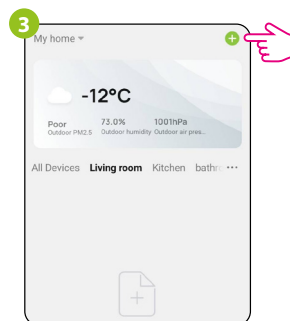 3
My home
-12°C
Poor 73.0% 1001hPa
Outdoor PM2.5 Outdoor humidity Outdoor air pres...
All Devices Living room Kitchen bathr ...